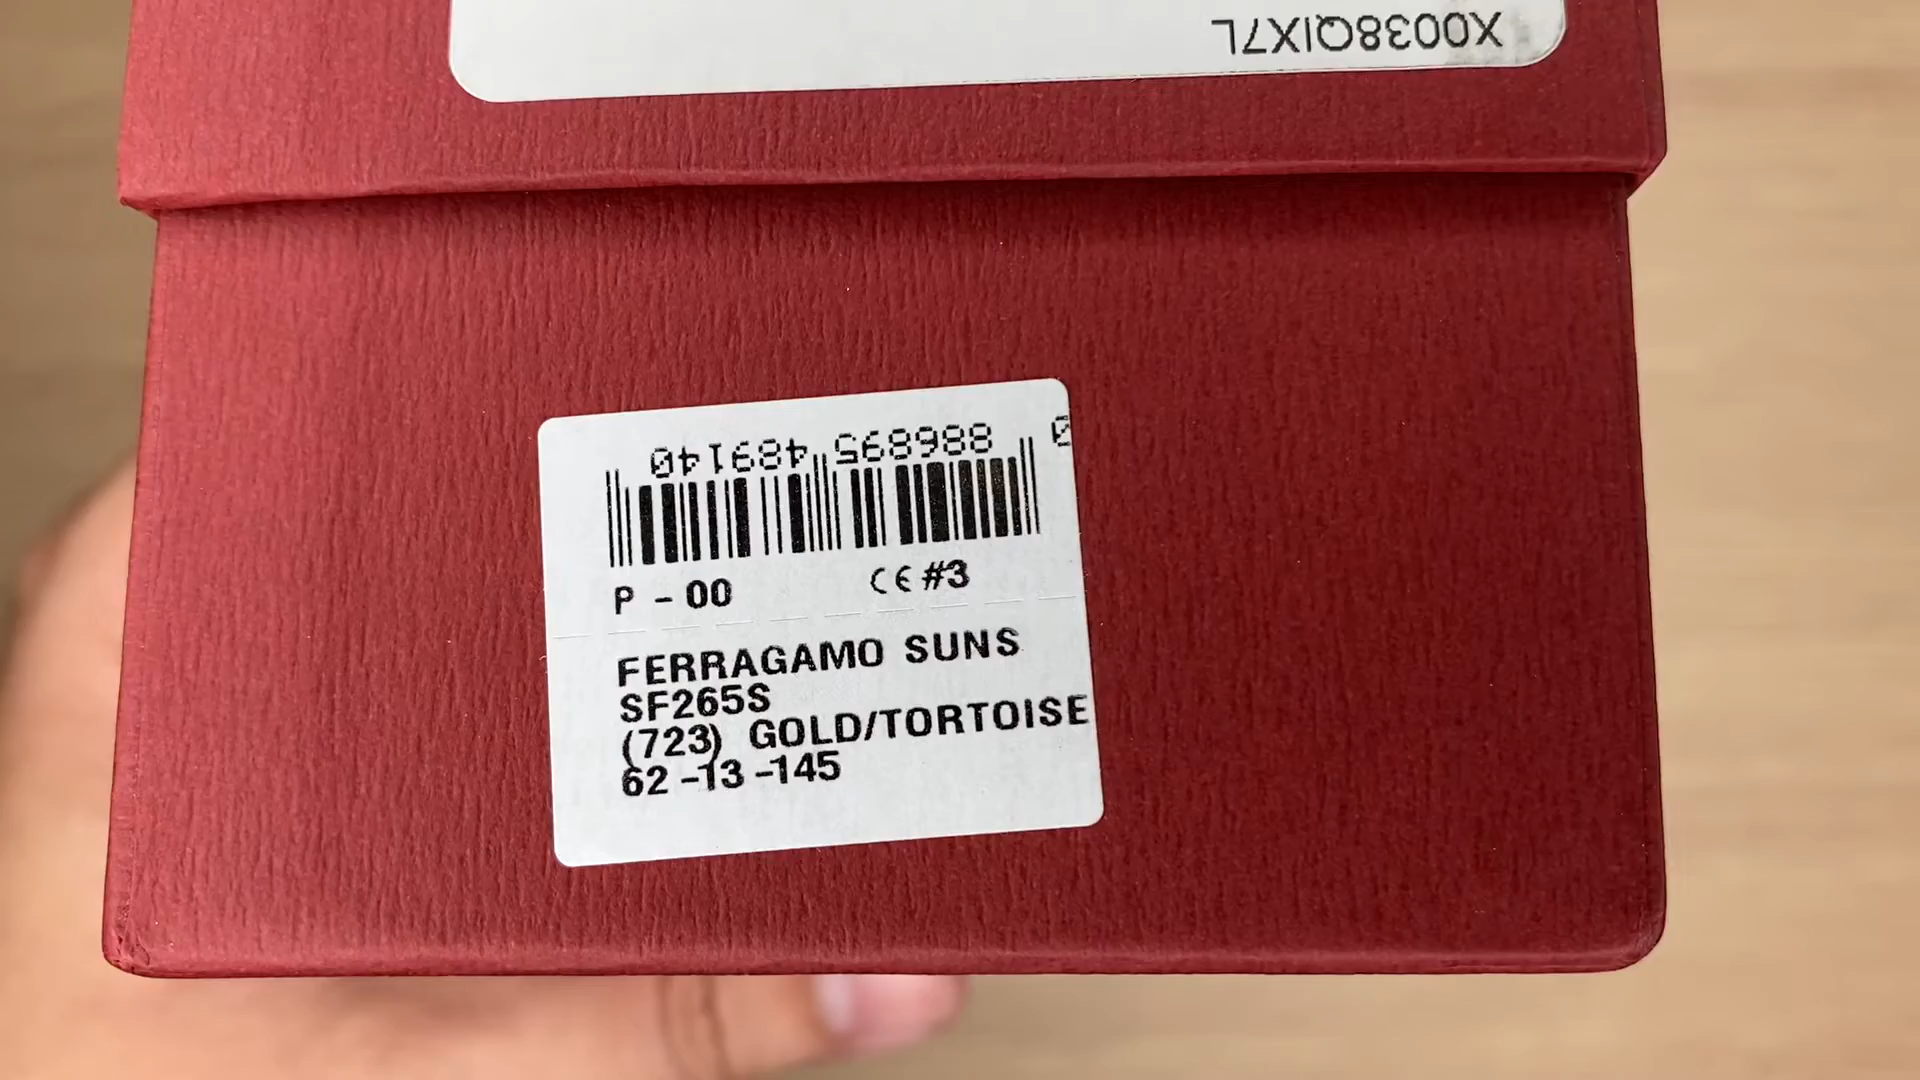 X0038QIX7L
0 886895 489140
P - 00 CE #3
FERRAGAMO SUNS
SF265S
(723) GOLD/TORTOISE
62 -13 -145